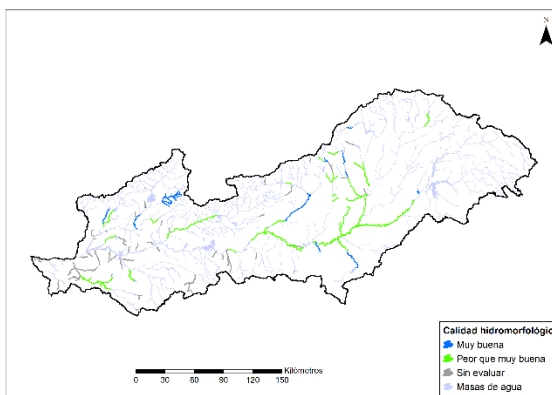 N
Kilómetros
0 30 60 90 120 150
Calidad hidromorfológic
Muy buena
Peor que muy buena
Sin evaluar
Masas de agua